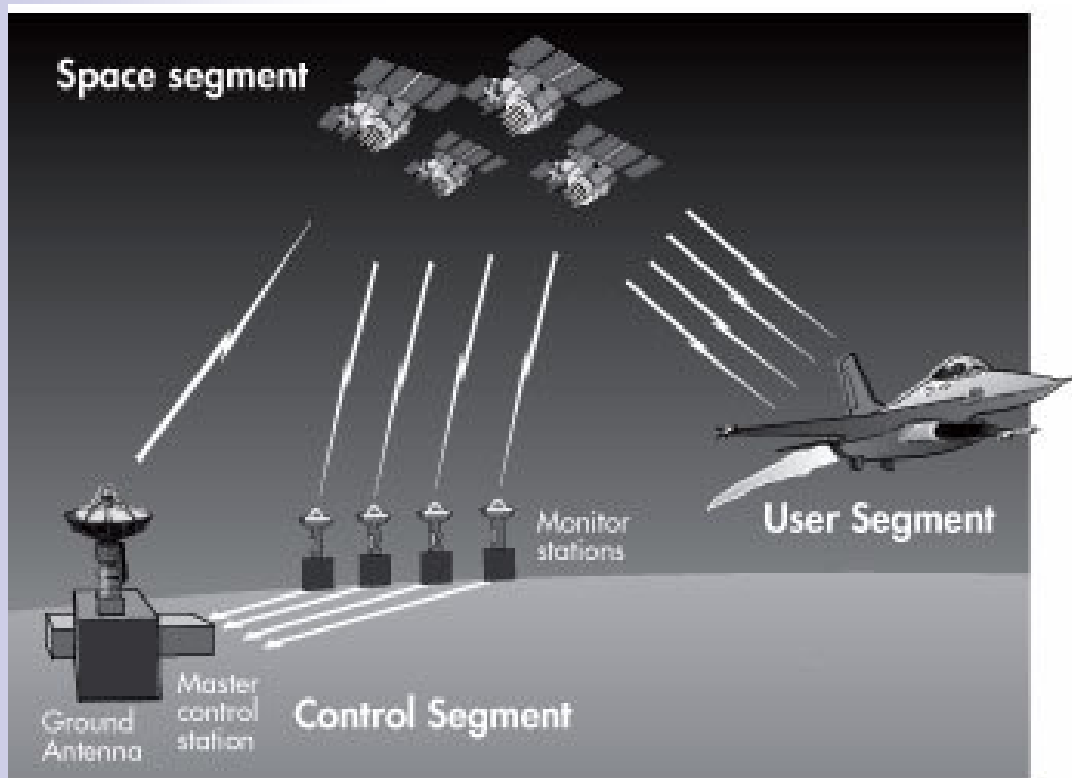 Space segment
Monitor
stations
User Segment
Master
control
station
Ground
Antenna
Control Segment